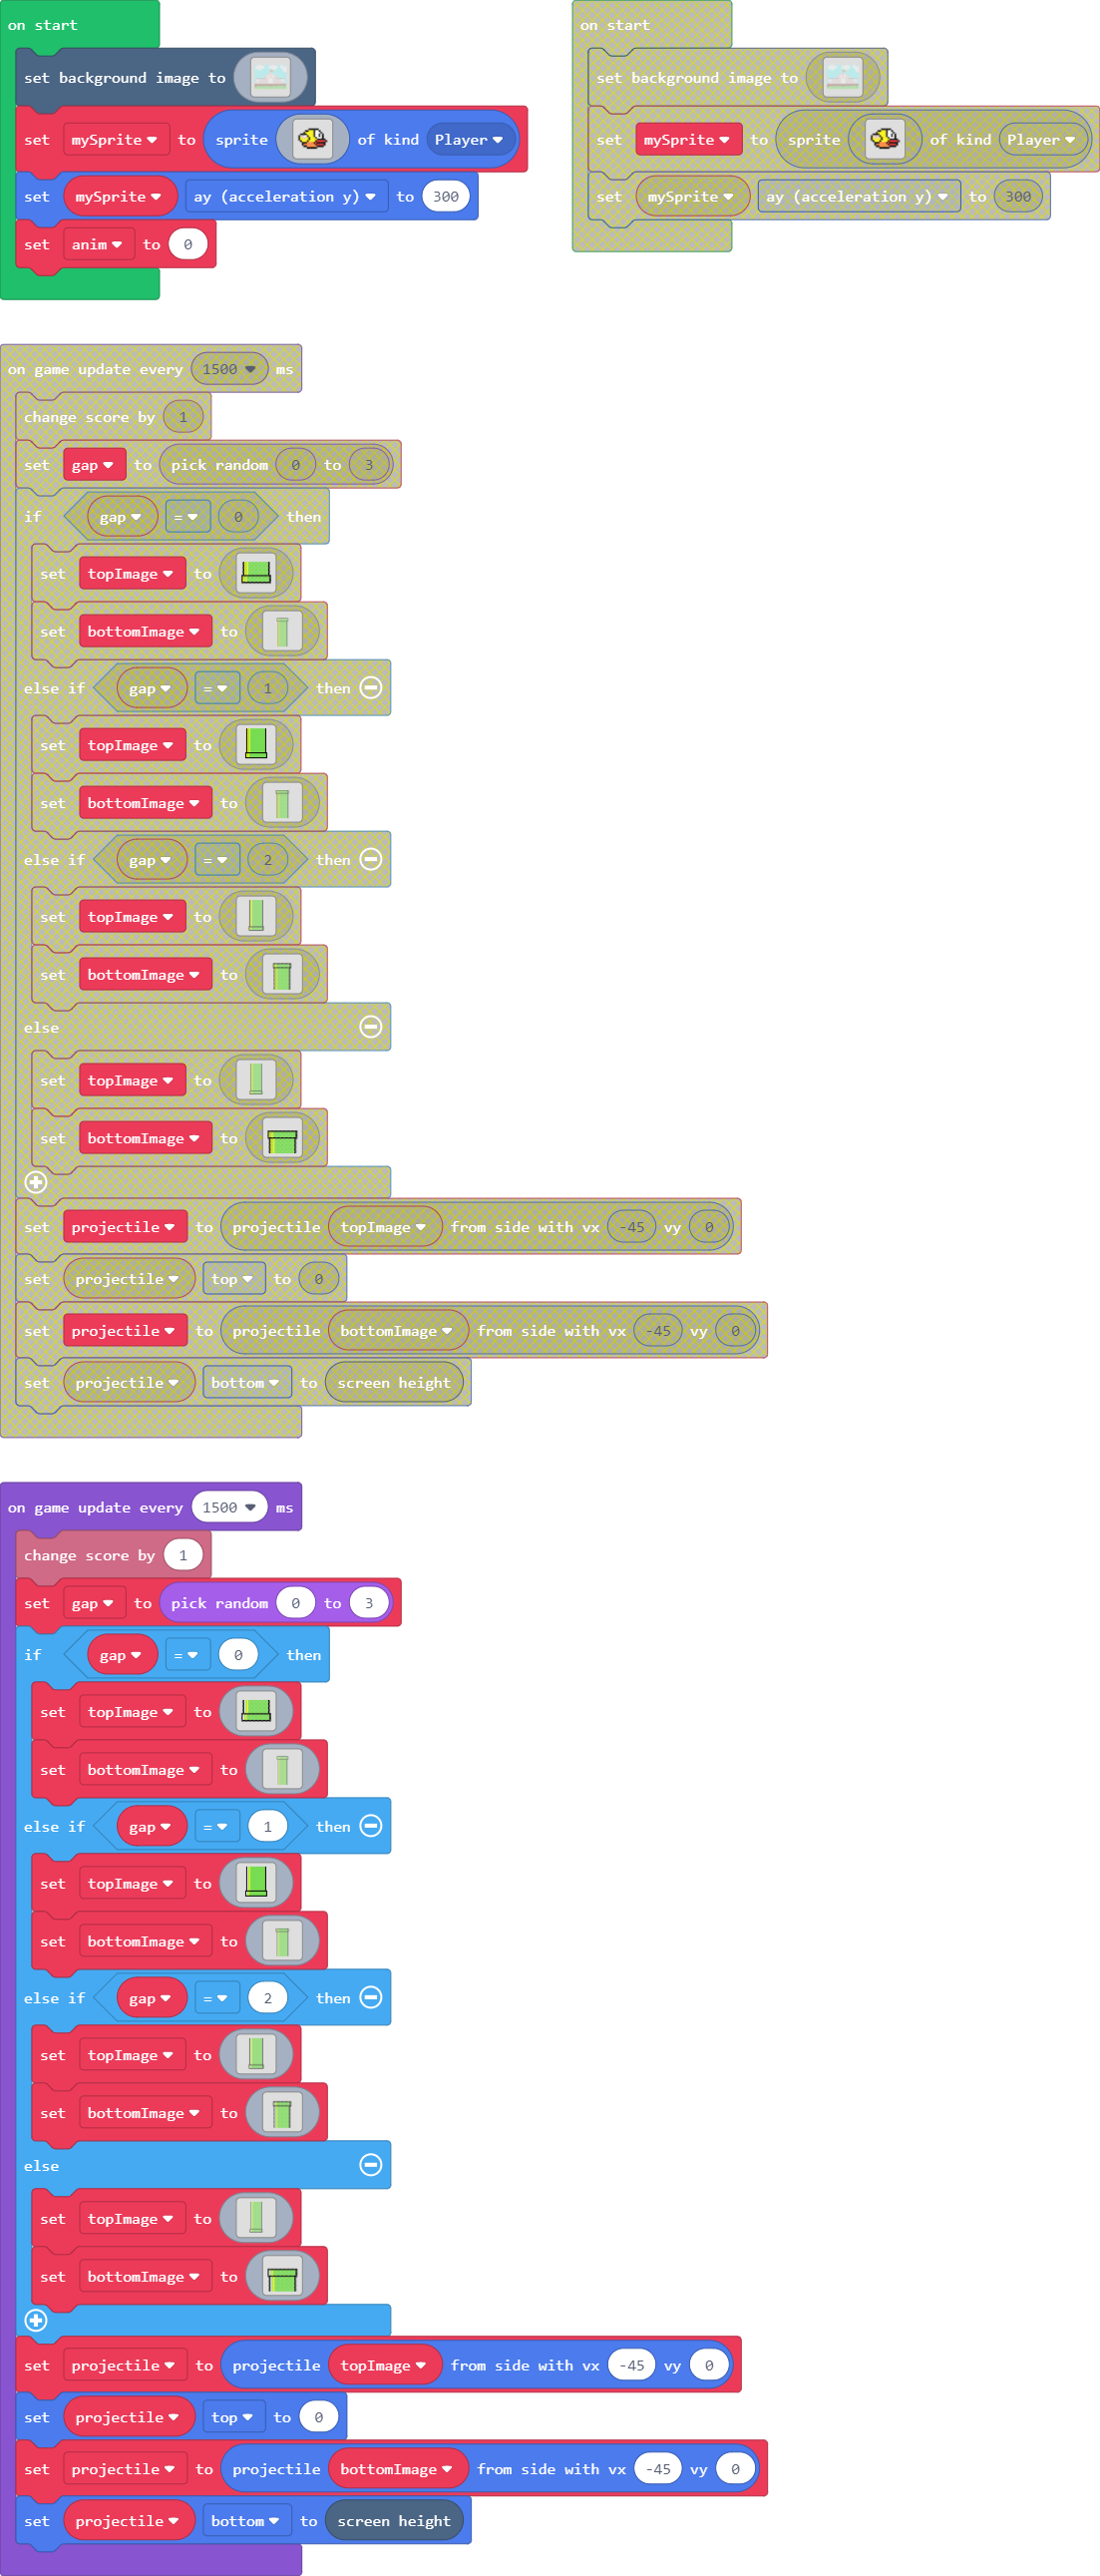 on start
set background image to
set mySprite to sprite of kind Player
set mySprite ay (acceleration y) to 300
set anim to 0
on start
set background image to
set mySprite to sprite of kind Player
set mySprite ay (acceleration y) to 300
on game update every 1500 ms
change score by 1
set gap to pick random 0 to 3
if gap = 0 then
set topImage to
set bottomImage to
else if gap = 1 then
set topImage to
set bottomImage to
else if gap = 2 then
set topImage to
set bottomImage to
else
set topImage to
set bottomImage to
set projectile to projectile topImage from side with vx -45 vy 0
set projectile top to 0
set projectile to projectile bottomImage from side with vx -45 vy 0
set projectile bottom to screen height
on game update every 1500 ms
change score by 1
set gap to pick random 0 to 3
if gap = 0 then
set topImage to
set bottomImage to
else if gap = 1 then
set topImage to
set bottomImage to
else if gap = 2 then
set topImage to
set bottomImage to
else
set topImage to
set bottomImage to
set projectile to projectile topImage from side with vx -45 vy 0
set projectile top to 0
set projectile to projectile bottomImage from side with vx -45 vy 0
set projectile bottom to screen height